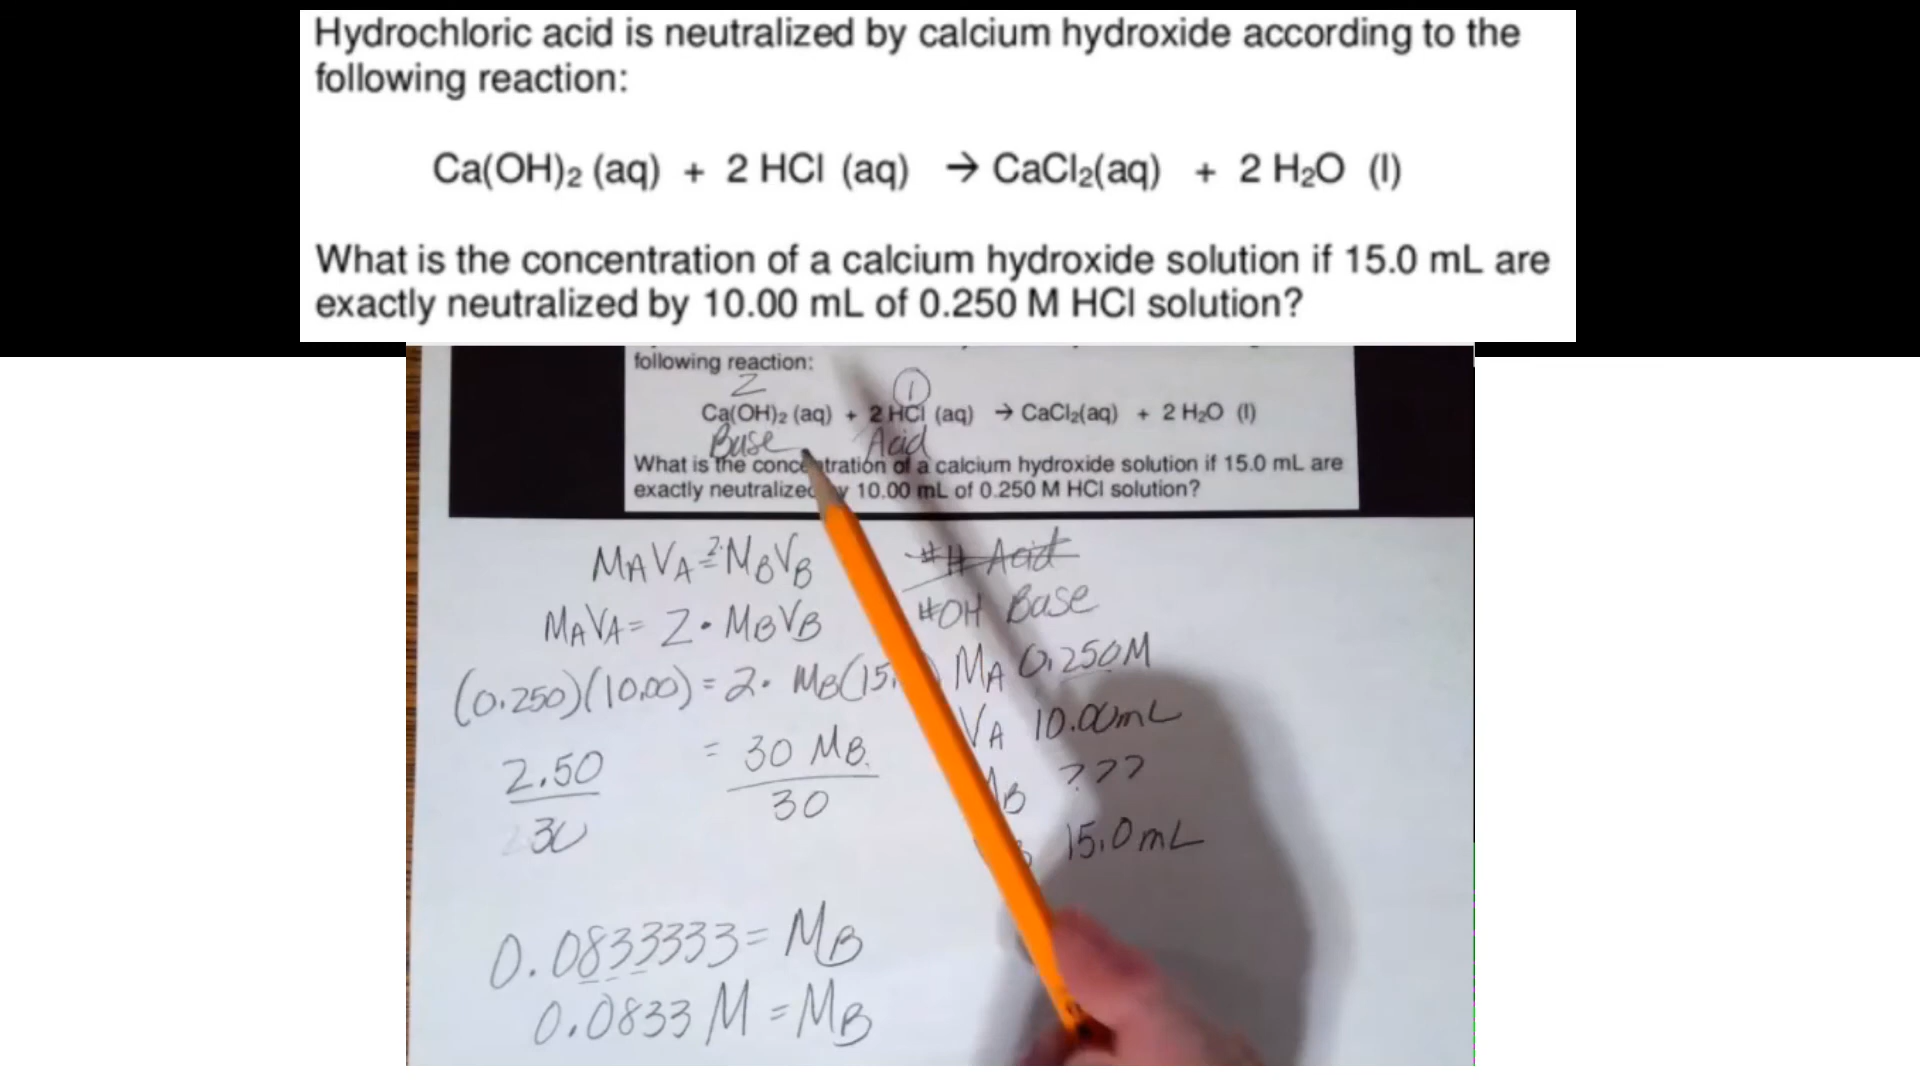 Hydrochloric acid is neutralized by calcium hydroxide according to the
following reaction:
Ca(OH)₂ (aq) + 2 HCl (aq) → CaCl₂(aq) + 2 H₂O (l)
What is the concentration of a calcium hydroxide solution if 15.0 mL are
exactly neutralized by 10.00 mL of 0.250 M HCl solution?
following reaction:
2 1
Ca(OH)₂ (aq) + 2 HCl (aq) → CaCl₂(aq) + 2 H₂O (l)
Base Acid
What is the concentration of a calcium hydroxide solution if 15.0 mL are
exactly neutralized by 10.00 mL of 0.250 M HCl solution?
MAVA = 2·MBVB
#H Acid
#OH Base
MAVA = 2 · MBVB
MA 0.250M
(0.250)(10.00) = 2 · MB(15.
VA 10.00mL
2.50 = 30 MB
30 30
B ???
15.0mL
0.0833333 = MB
0.0833 M = MB